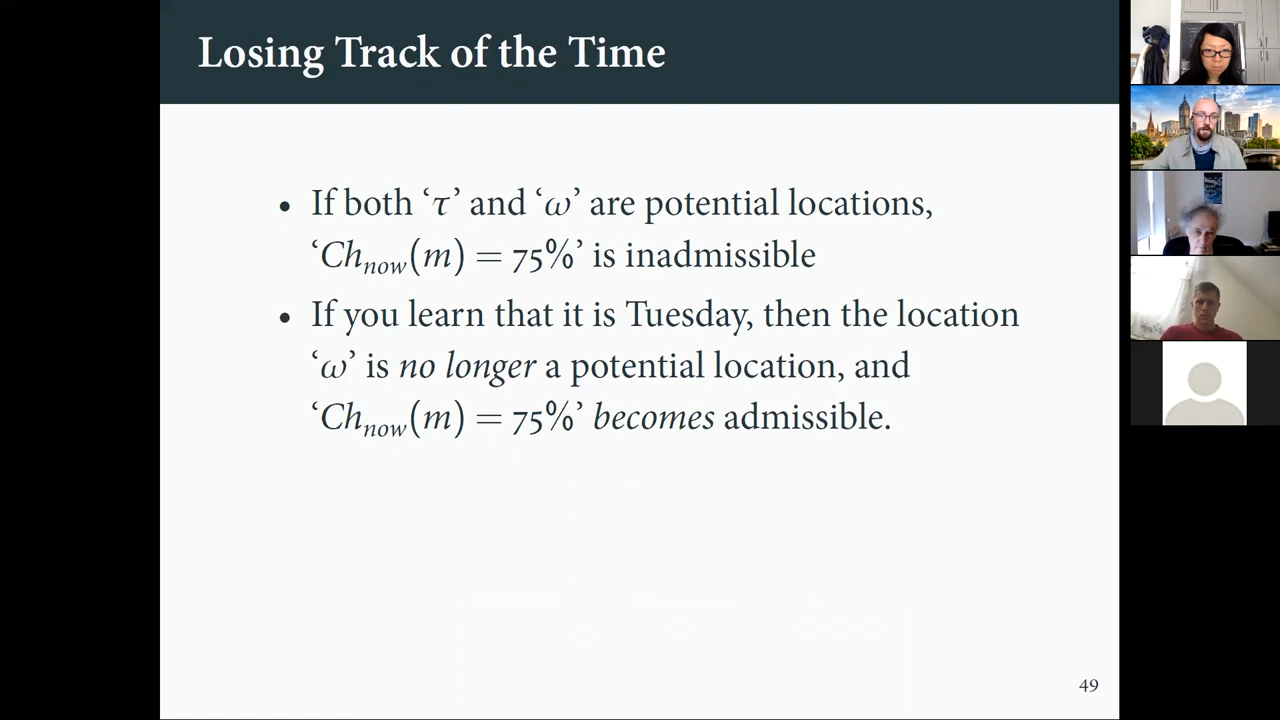 Losing Track of the Time
• If both ‘τ’ and ‘ω’ are potential locations,
‘Ch_now(m) = 75%’ is inadmissible
• If you learn that it is Tuesday, then the location
‘ω’ is no longer a potential location, and
‘Ch_now(m) = 75%’ becomes admissible.
49